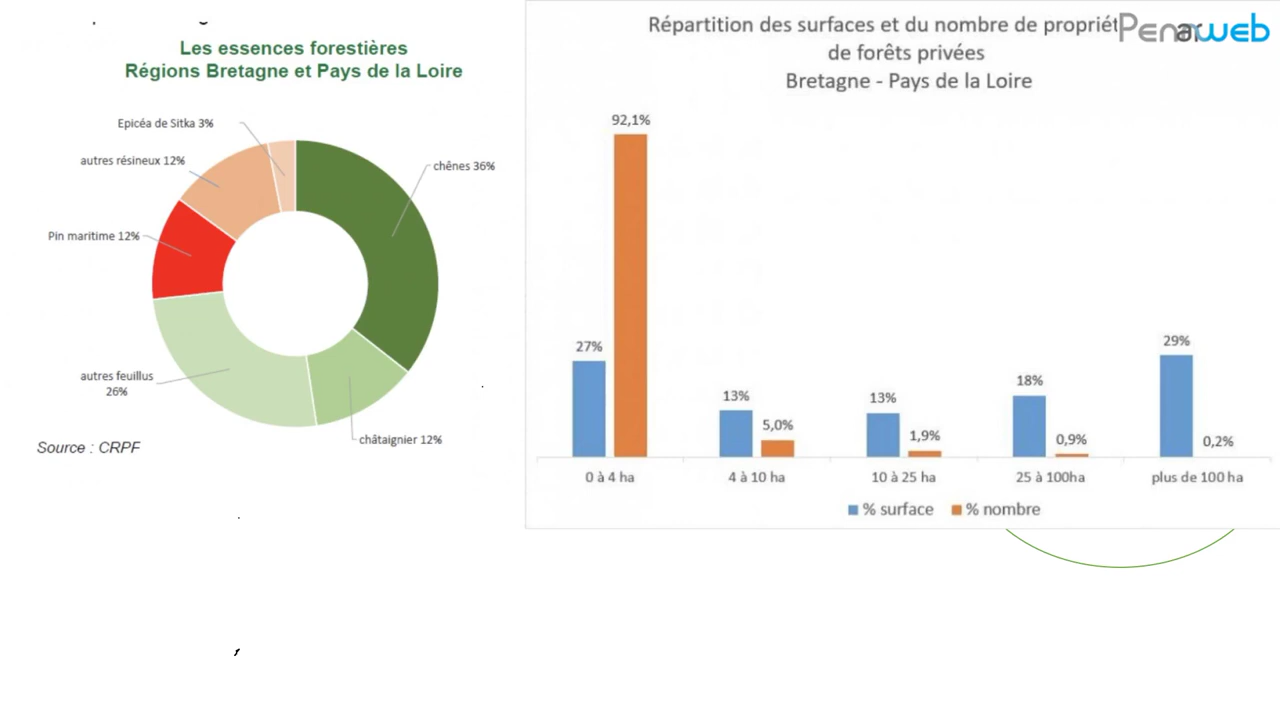 Les essences forestières
Régions Bretagne et Pays de la Loire
Epicéa de Sitka 3%
autres résineux 12%
chênes 36%
Pin maritime 12%
autres feuillus
26%
châtaignier 12%
Source : CRPF
Répartition des surfaces et du nombre de
de forêts privées
Bretagne - Pays de la Loire
Penarweb
92,1%
27%
13%
5,0%
13%
1,9%
18%
0,9%
29%
0,2%
0 à 4 ha
4 à 10 ha
10 à 25 ha
25 à 100ha
plus de 100 ha
% surface
% nombre